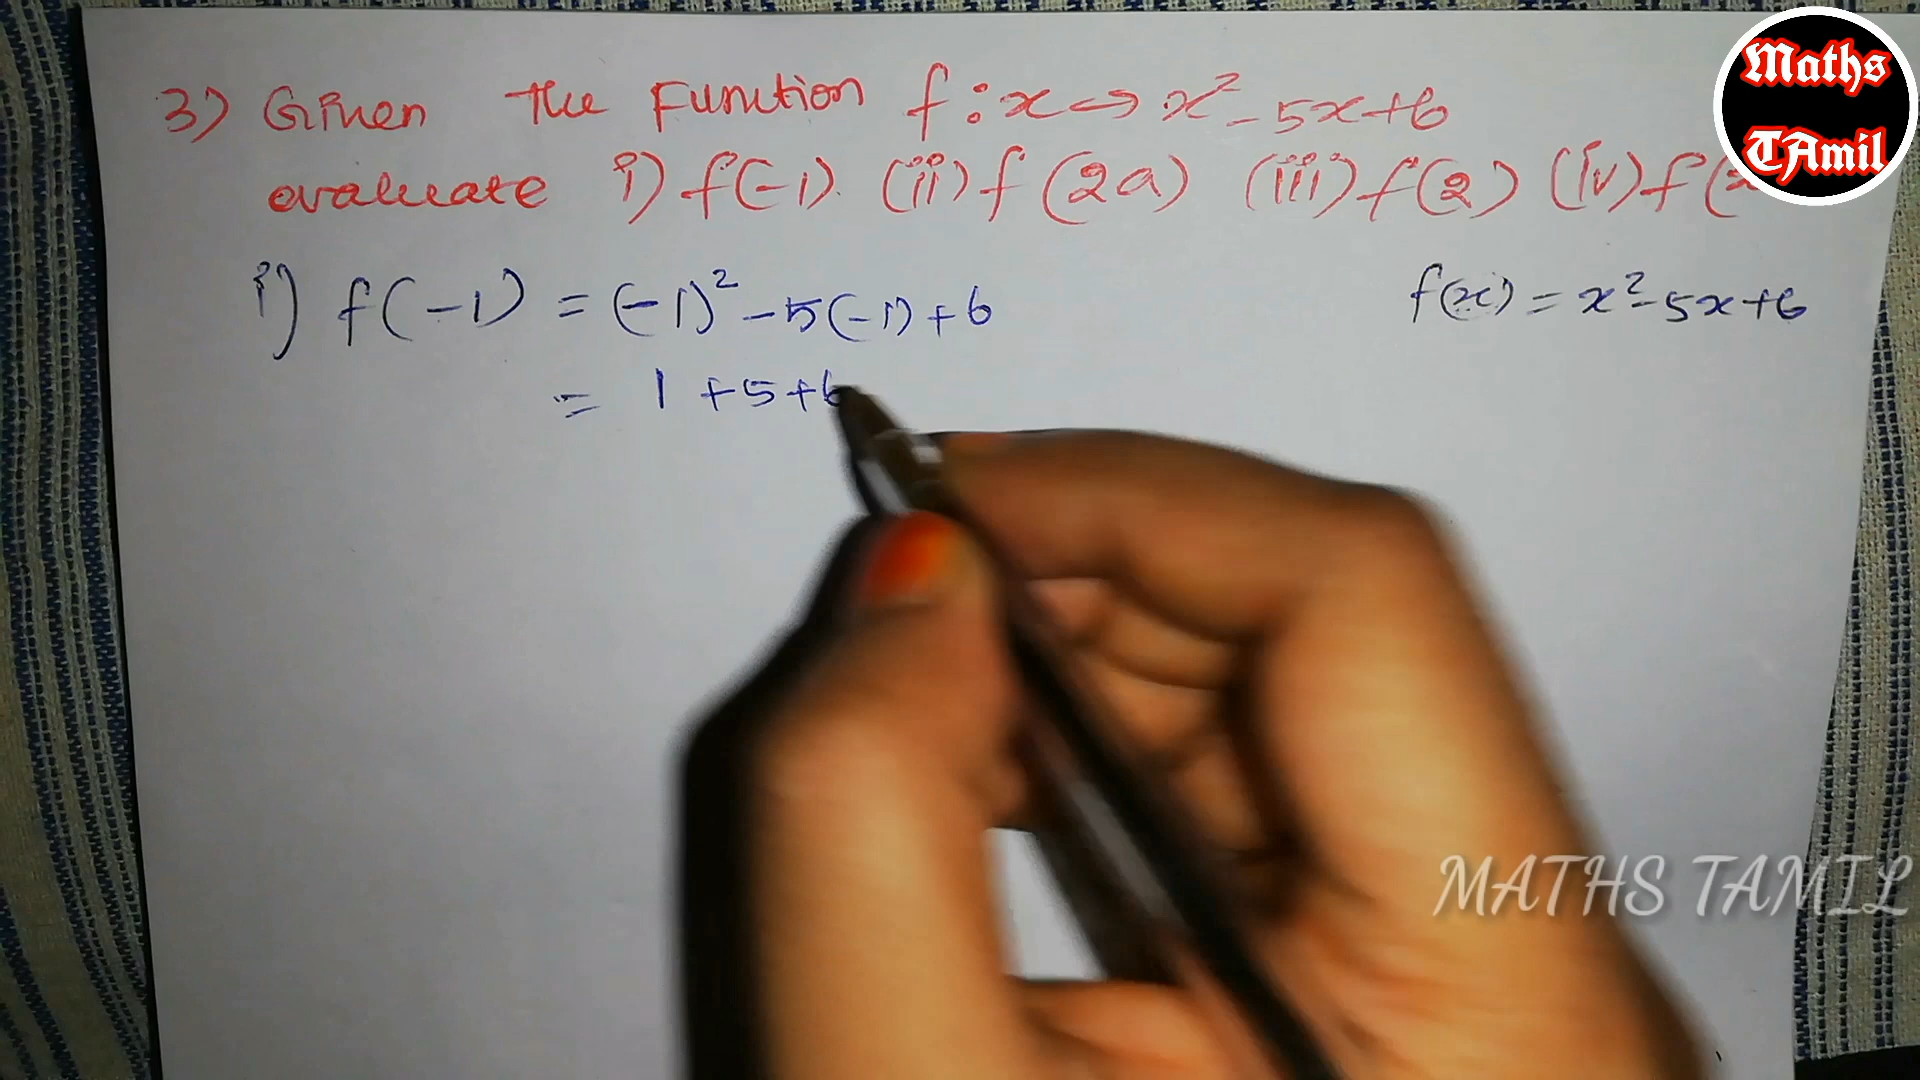 Maths
TAmil
3) Given the Function f : x → x² - 5x + 6
evaluate i) f(-1). (ii) f (2a) (iii) f(2) (iv) f(
i) f(-1) = (-1)² - 5(-1) + 6
f(x) = x² - 5x + 6
= 1 + 5 + 6
MATHS TAMIL